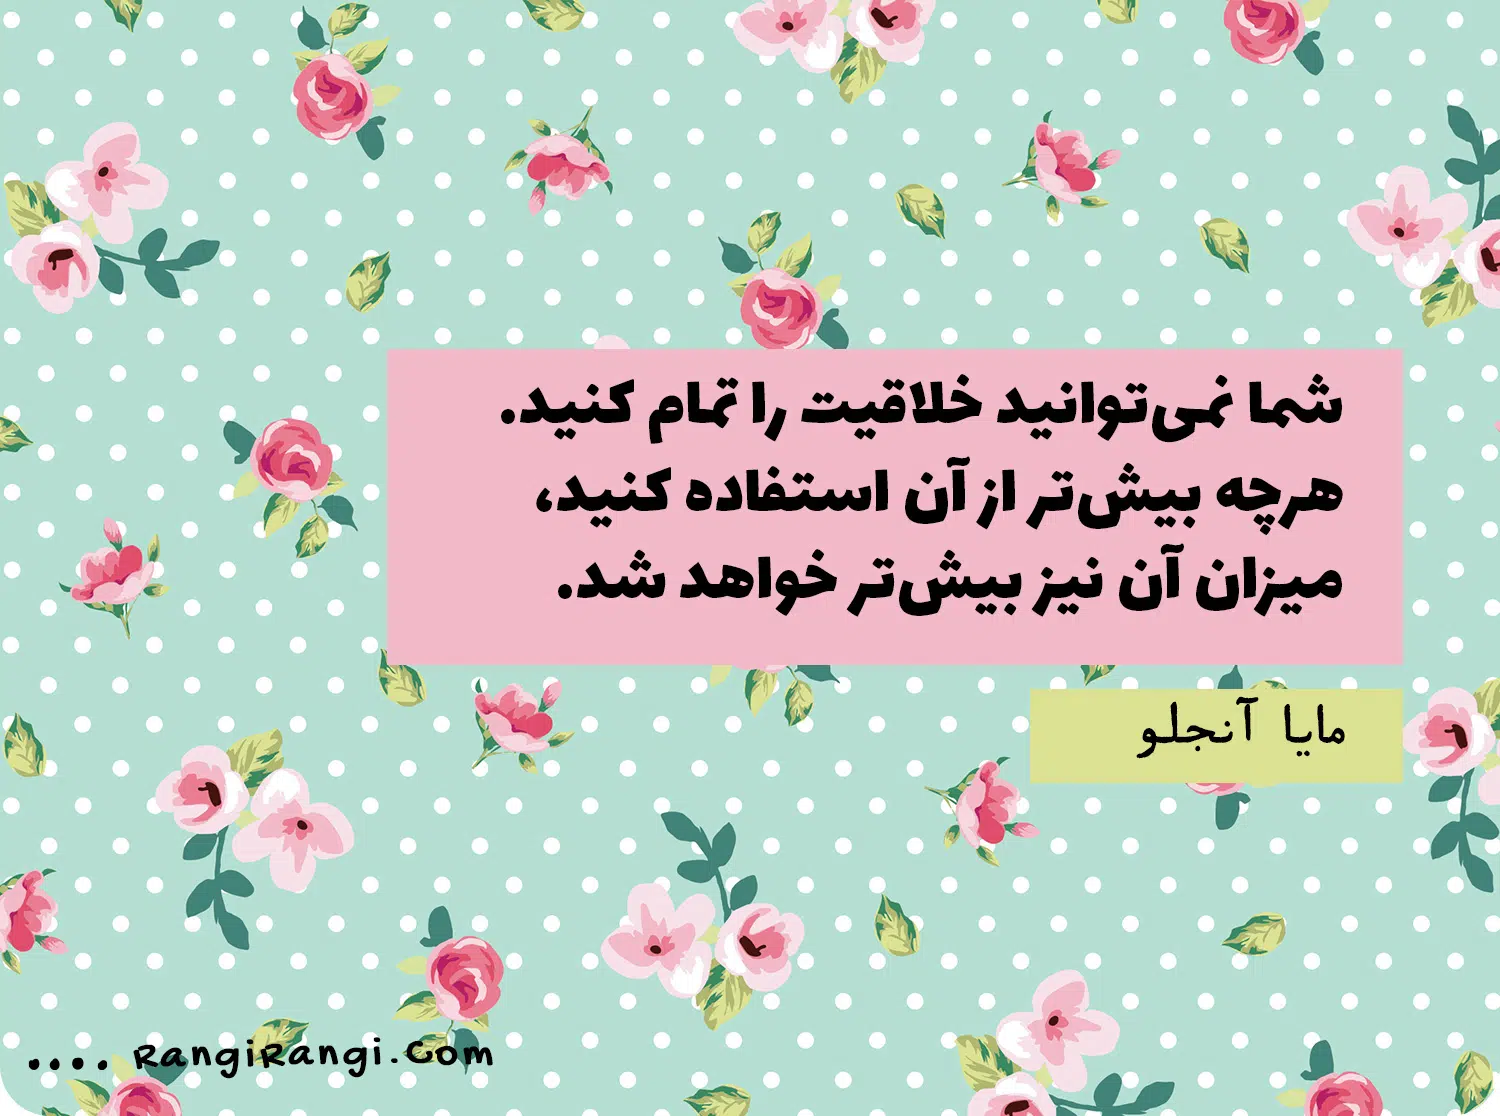 شما نمی‌توانید خلاقیت را تمام کنید.
هرچه بیش‌تر از آن استفاده کنید،
میزان آن نیز بیش‌تر خواهد شد.
مایا آنجلو
.... RangiRangi.Com